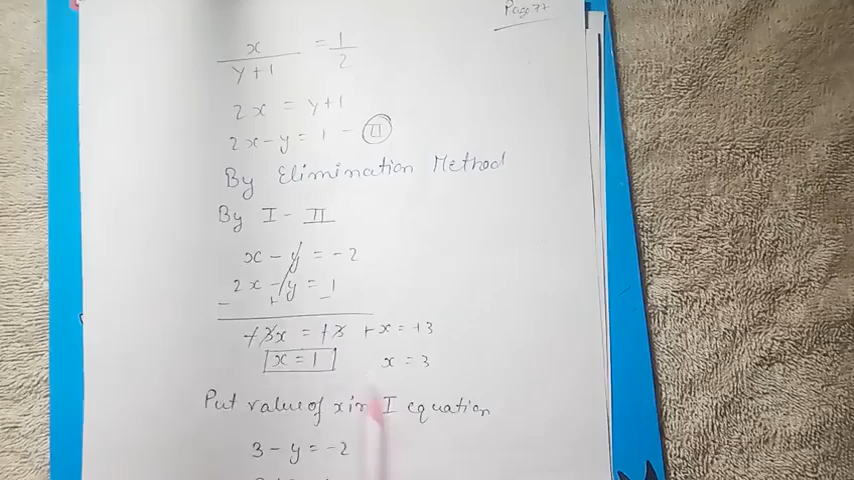 Page 77
x/(y+1) = 1/2
2x = y+1
2x-y = 1 - II
By Elimination Method
By I - II
x - y = -2
2x - y = 1
- + -
+3x = +3 +x = +3
x = 1 x = 3
Put value of x in I equation
3 - y = -2